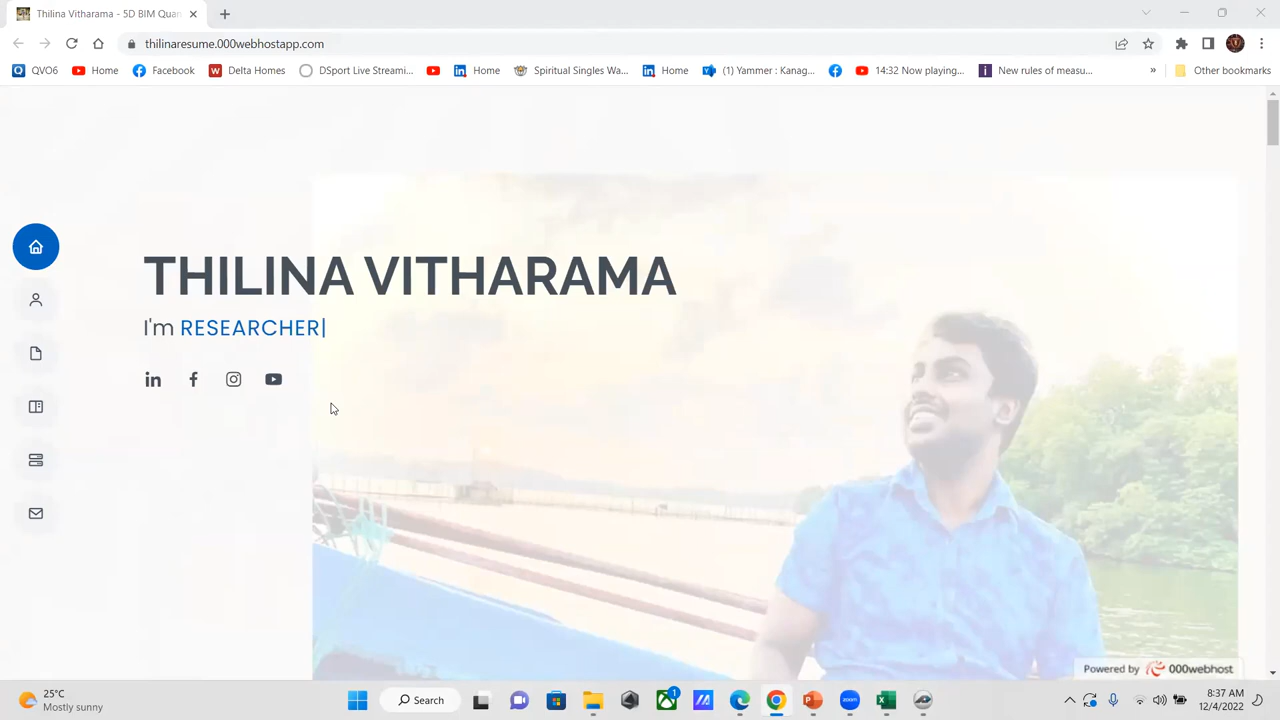 Thilina Vitharama - 5D BIM Quan
thilinaresume.000webhostapp.com
QVO6 Home Facebook Delta Homes DSport Live Streami... Home Spiritual Singles Wa... Home (1) Yammer : Kanag... 14:32 Now playing... New rules of measu... » Other bookmarks
THILINA VITHARAMA
I'm RESEARCHER|
Powered by 000webhost
25°C
Mostly sunny
Search
1
zoom
8:37 AM
12/4/2022